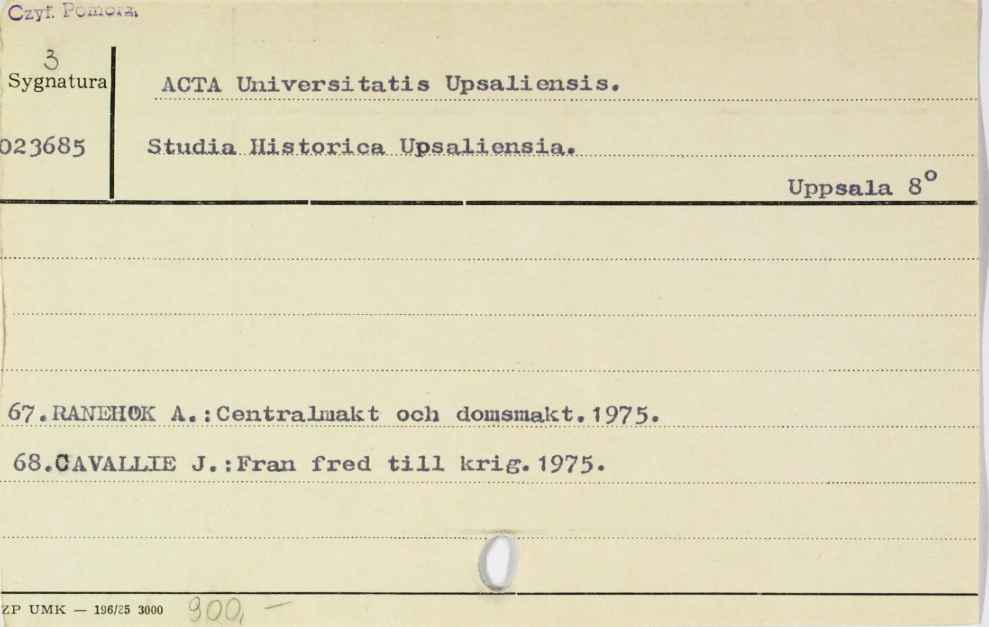 Czyt. Pomorz.
3
Sygnatura
ACTA Universitatis Upsaliensis.
023685
Studia Historica Upsaliensia.
Uppsala 8°
67.RANEHOK A.:Centralmakt och domsmakt.1975.
68.CAVALLIE J.:Fran fred till krig.1975.
ZP UMK — 196/85 3000
900,-